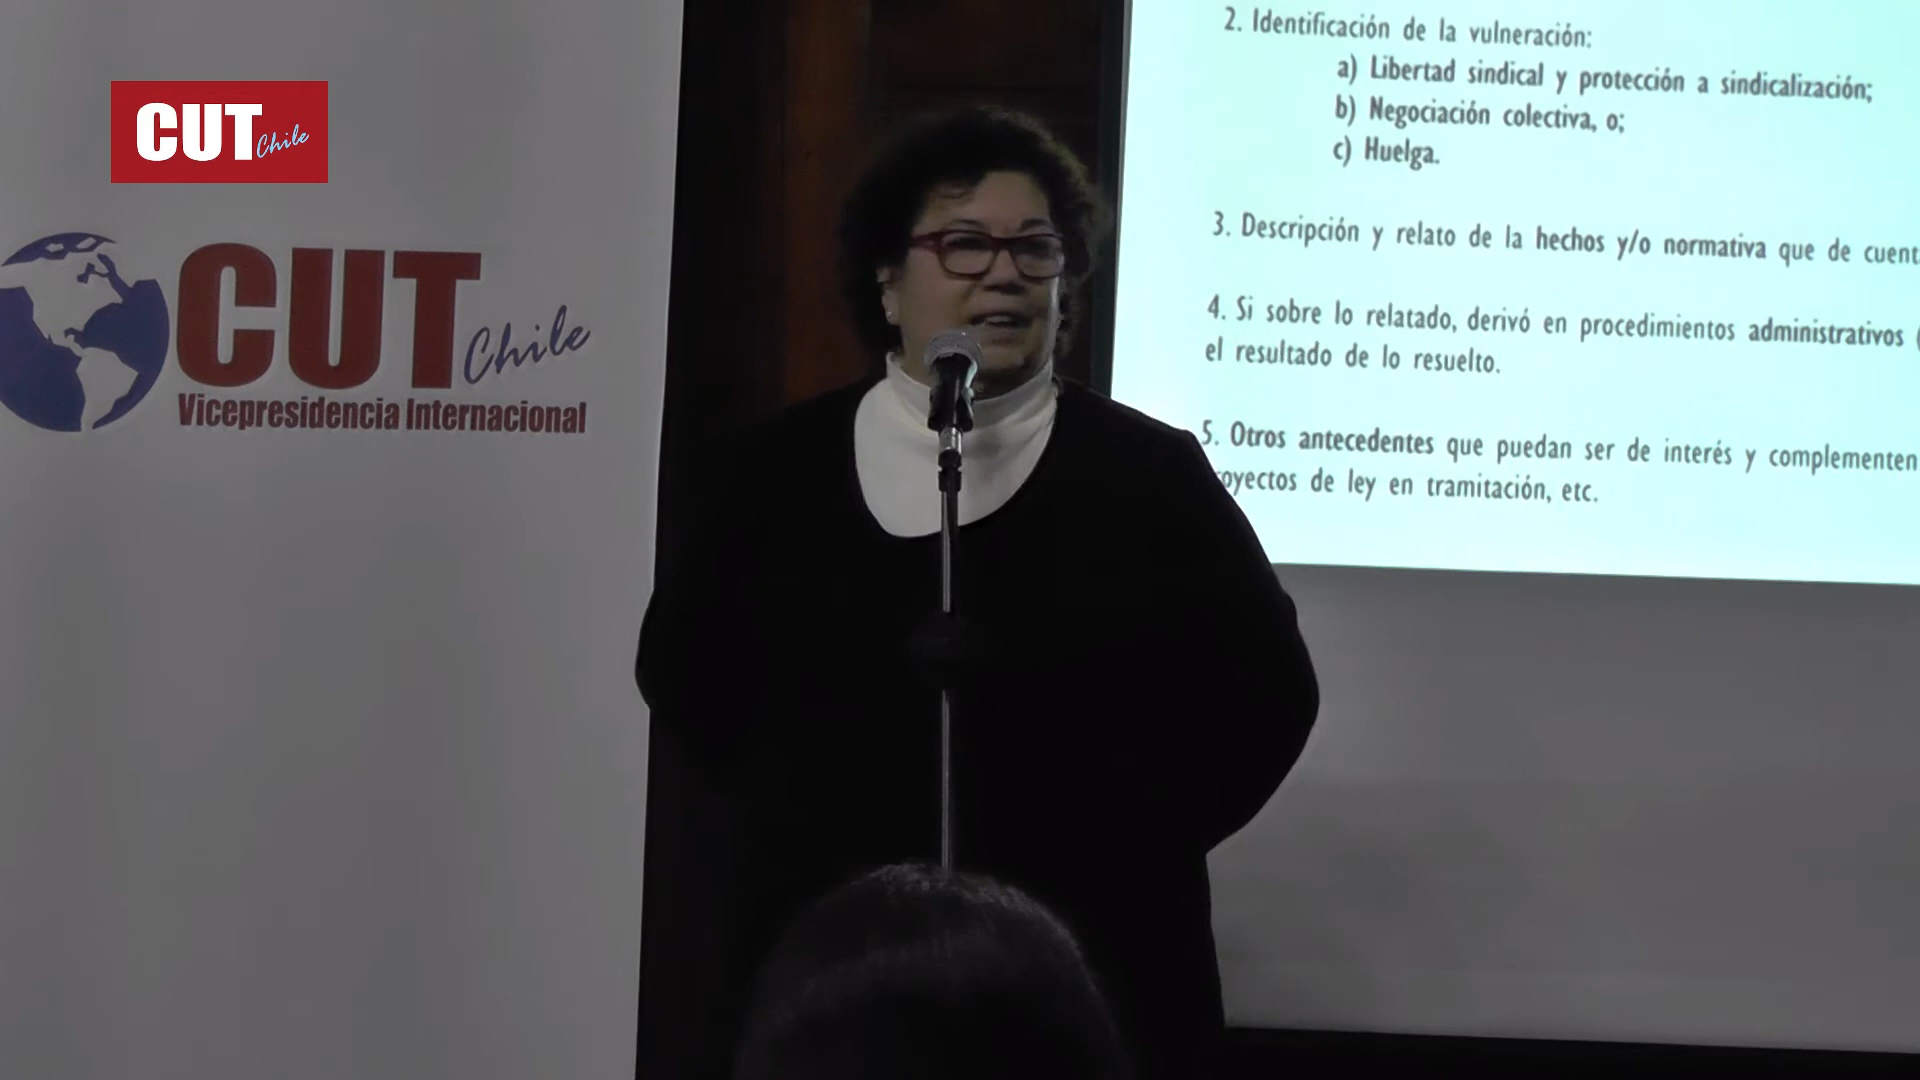 CUT Chile
CUT Chile
Vicepresidencia Internacional
2. Identificación de la vulneración:
a) Libertad sindical y protección a sindicalización;
b) Negociación colectiva, o;
c) Huelga.
3. Descripción y relato de la hechos y/o normativa que de
4. Si sobre lo relatado, derivó en procedimientos administrativos
el resultado de lo resuelto.
5. Otros antecedentes que puedan ser de interés y complementen
oyectos de ley en tramitación, etc.